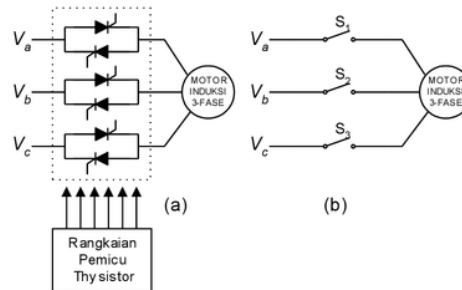 Va
Vb
Vc
MOTOR
INDUKSI
3-FASE
(a)
Rangkaian
Pemicu
Thysistor
Va
Vb
Vc
S1
S2
S3
MOTOR
INDUKSI
3-FASE
(b)